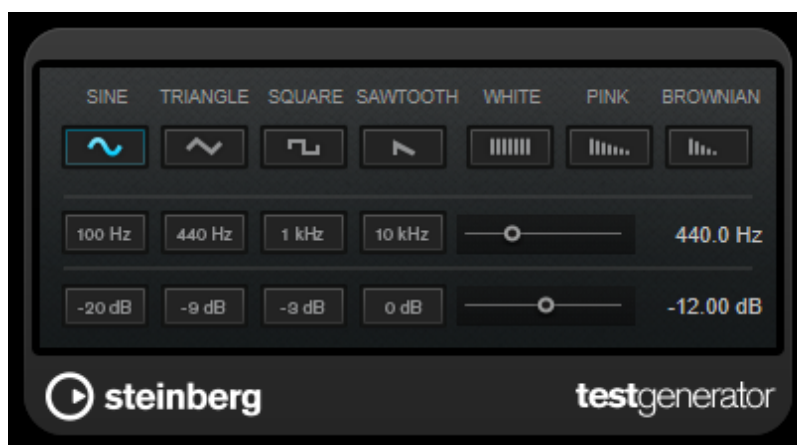 SINE TRIANGLE SQUARE SAWTOOTH WHITE PINK BROWNIAN
100 Hz 440 Hz 1 kHz 10 kHz 440.0 Hz
-20 dB -9 dB -3 dB 0 dB -12.00 dB
steinberg testgenerator